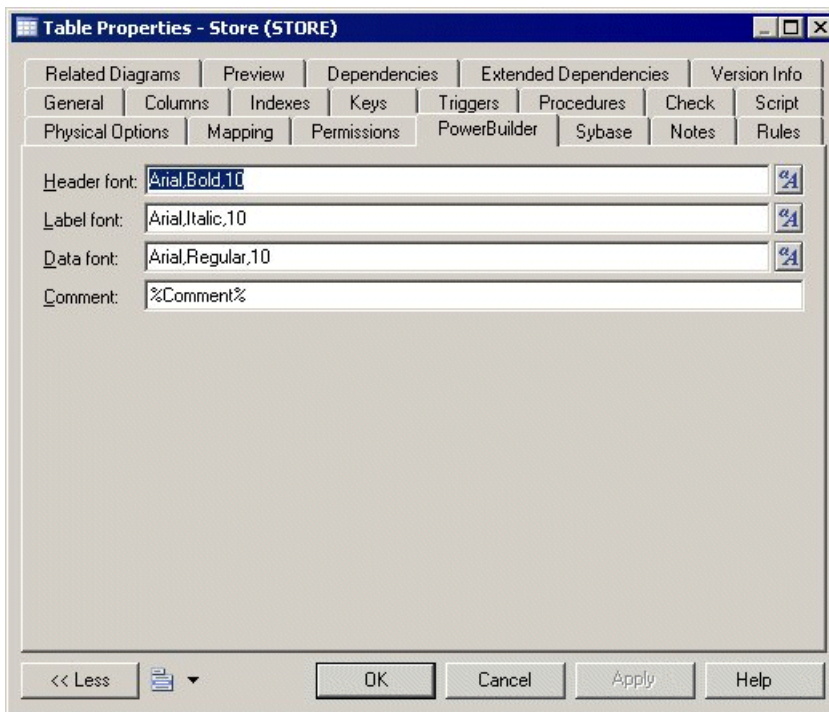 Table Properties - Store (STORE)
Related Diagrams Preview Dependencies Extended Dependencies Version Info
General Columns Indexes Keys Triggers Procedures Check Script
Physical Options Mapping Permissions PowerBuilder Sybase Notes Rules
Header font: Arial,Bold,10
Label font: Arial,Italic,10
Data font: Arial,Regular,10
Comment: %Comment%
<< Less OK Cancel Apply Help